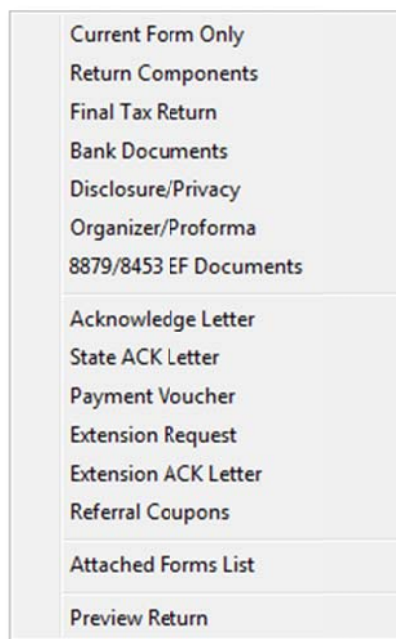 Current Form Only
Return Components
Final Tax Return
Bank Documents
Disclosure/Privacy
Organizer/Proforma
8879/8453 EF Documents
Acknowledge Letter
State ACK Letter
Payment Voucher
Extension Request
Extension ACK Letter
Referral Coupons
Attached Forms List
Preview Return